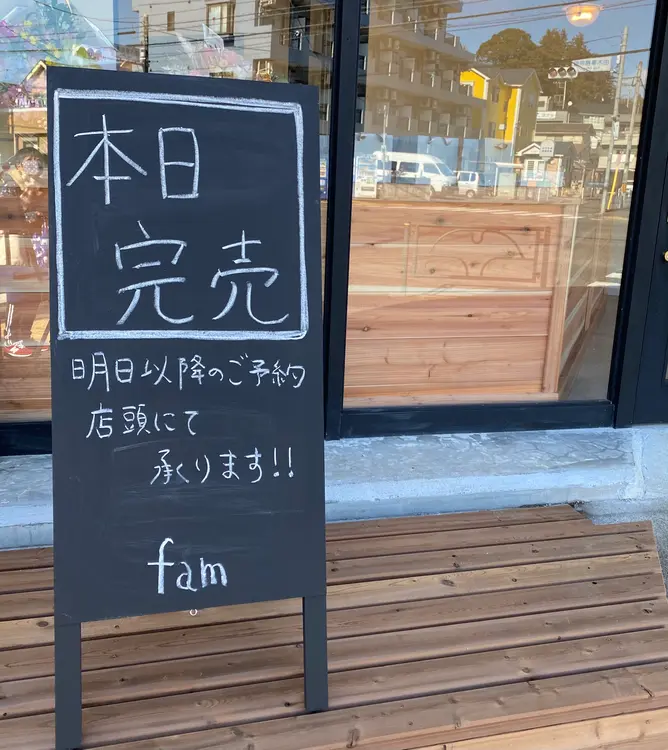 本日
完売
明日以降のご予約
店頭にて
承ります!!
fam